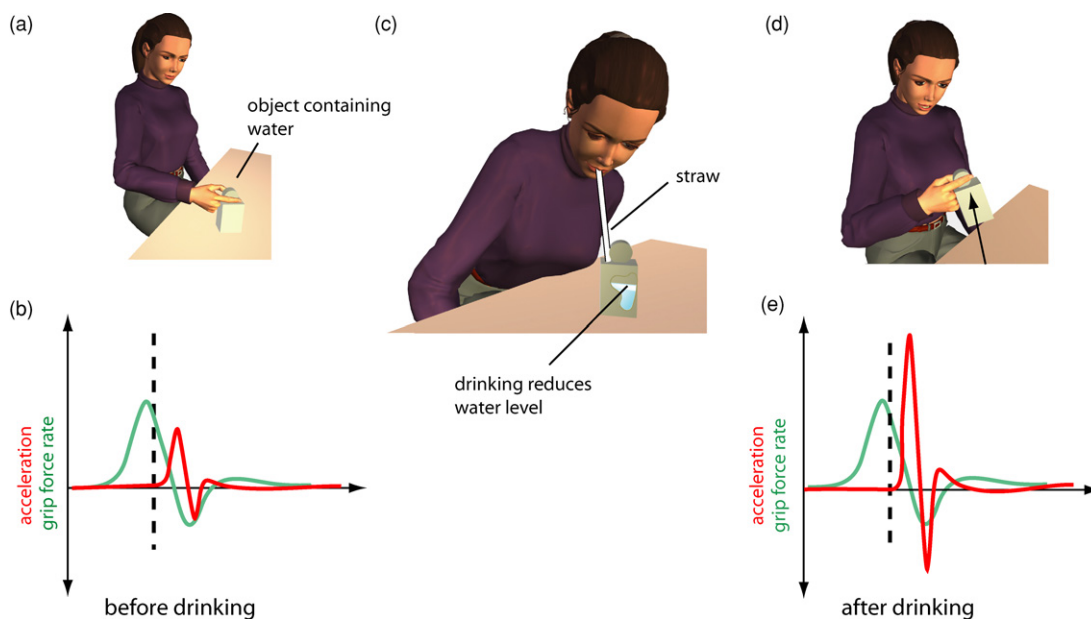 (a)
object containing
water
(c)
straw
drinking reduces
water level
(d)
(b)
acceleration
grip force rate
before drinking
(e)
acceleration
grip force rate
after drinking